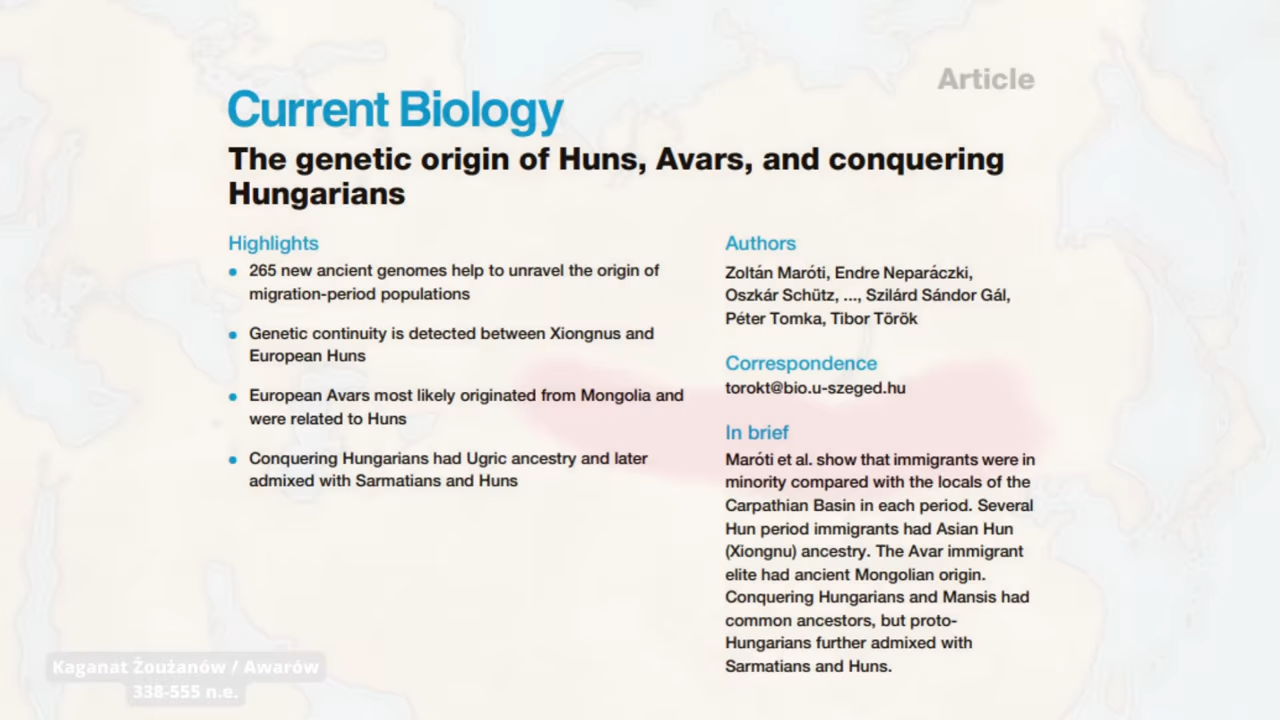 Article
Current Biology
The genetic origin of Huns, Avars, and conquering
Hungarians
Highlights
• 265 new ancient genomes help to unravel the origin of
migration-period populations
• Genetic continuity is detected between Xiongnus and
European Huns
• European Avars most likely originated from Mongolia and
were related to Huns
• Conquering Hungarians had Ugric ancestry and later
admixed with Sarmatians and Huns
Authors
Zoltán Maróti, Endre Neparáczki,
Oszkár Schütz, ..., Szilárd Sándor Gál,
Péter Tomka, Tibor Török
Correspondence
torokt@bio.u-szeged.hu
In brief
Maróti et al. show that immigrants were in
minority compared with the locals of the
Carpathian Basin in each period. Several
Hun period immigrants had Asian Hun
(Xiongnu) ancestry. The Avar immigrant
elite had ancient Mongolian origin.
Conquering Hungarians and Mansis had
common ancestors, but proto-
Hungarians further admixed with
Sarmatians and Huns.
Kaganat Żoużanów / Awarów
338-555 n.e.